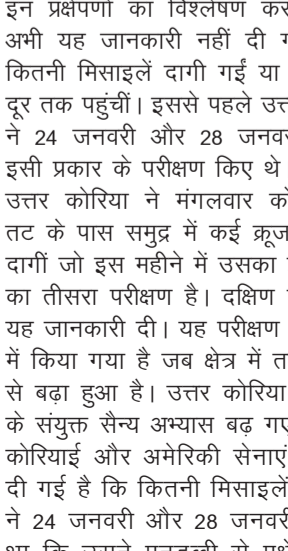 इन प्रक्षेपणों का विश्लेषण कर
अभी यह जानकारी नहीं दी
कितनी मिसाइलें दागी गईं या
दूर तक पहुंचीं। इससे पहले उत्त
ने 24 जनवरी और 28 जनव
इसी प्रकार के परीक्षण किए थे
उत्तर कोरिया ने मंगलवार को
तट के पास समुद्र में कई क्रूज
दागीं जो इस महीने में उसका
का तीसरा परीक्षण है। दक्षिण
यह जानकारी दी। यह परीक्षण
में किया गया है जब क्षेत्र में त
से बढ़ा हुआ है। उत्तर कोरिया
के संयुक्त सैन्य अभ्यास बढ़ गए
कोरियाई और अमेरिकी सेनाएं
दी गई है कि कितनी मिसाइलें
ने 24 जनवरी और 28 जनवरी